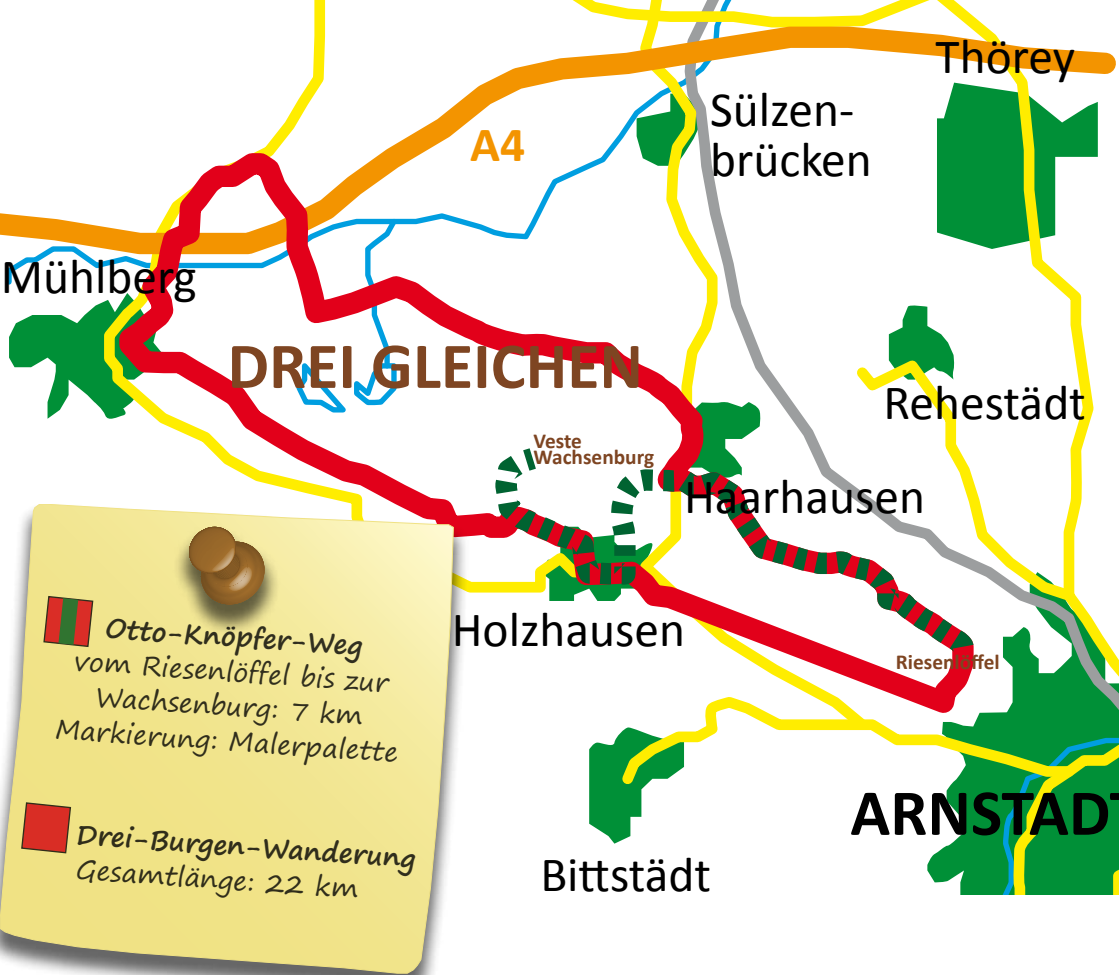 Thörey
Sülzen-
brücken
A4
Mühlberg
DREI GLEICHEN
Rehestädt
Veste
Wachsenburg
Haarhausen
Holzhausen
Riesenlöffel
ARNSTADT
Bittstädt
Otto-Knöpfer-Weg
vom Riesenlöffel bis zur
Wachsenburg: 7 km
Markierung: Malerpalette
Drei-Burgen-Wanderung
Gesamtlänge: 22 km